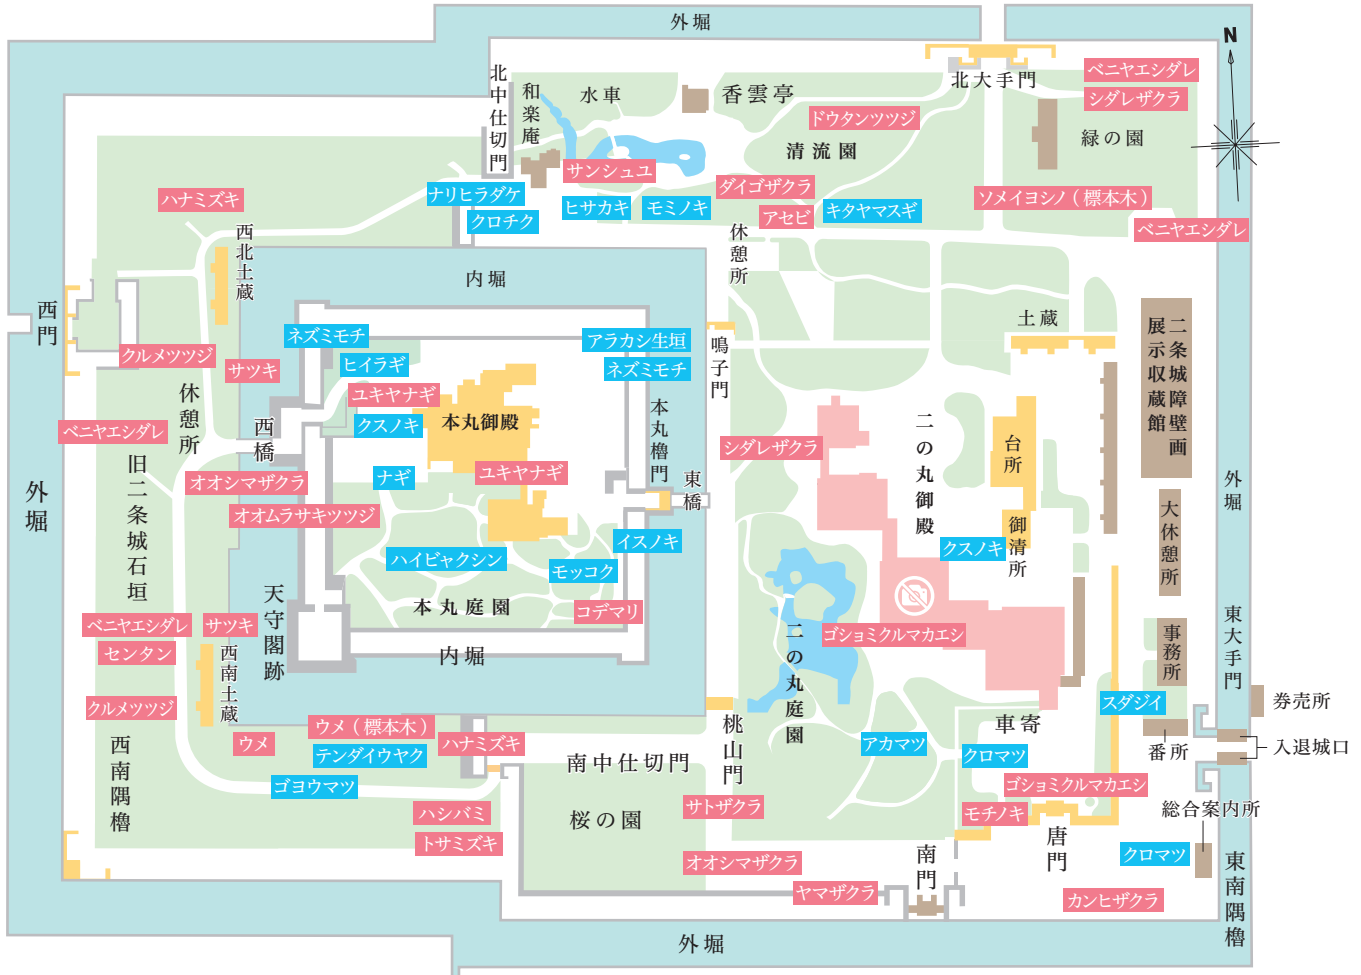 外堀
N
北大手門
ベニヤエシダレ
シダレザクラ
緑の園
香雲亭
水車
和楽庵
北中仕切門
ドウタンツツジ
清流園
サンシュユ
ダイゴザクラ
ソメイヨシノ(標本木)
ナリヒラダケ
クロチク
ヒサカキ
モミノキ
アセビ
キタヤマスギ
ベニヤエシダレ
ハナミズキ
西北土蔵
休憩所
内堀
西門
ネズミモチ
アラカシ生垣
鳴子門
土蔵
二条城障壁画
展示収蔵館
クルメツツジ
サツキ
ヒイラギ
ネズミモチ
休憩所
ユキヤナギ
本丸御殿
クスノキ
本丸櫓門
二の丸御殿
台所
ベニヤエシダレ
西橋
シダレザクラ
旧二条城石垣
オオシマザクラ
ナギ
ユキヤナギ
東橋
外堀
外堀
大休憩所
オオムラサキツツジ
イスノキ
御清所
クスノキ
ハイビャクシン
モッコク
天守閣跡
本丸庭園
コデマリ
ベニヤエシダレ
サツキ
ゴショミクルマカエシ
二の丸庭園
事務所
東大手門
センダン
西南土蔵
内堀
クルメツツジ
スダジイ
券売所
ウメ(標本木)
桃山門
車寄
ウメ
テンダイウヤク
ハナミズキ
アカマツ
クロマツ
番所
入退城口
西南隅櫓
南中仕切門
ゴヨウマツ
ゴショミクルマカエシ
ハシバミ
桜の園
サトザクラ
モチノキ
総合案内所
トサミズキ
唐門
オオシマザクラ
南門
クロマツ
東南隅櫓
ヤマザクラ
カンヒザクラ
外堀